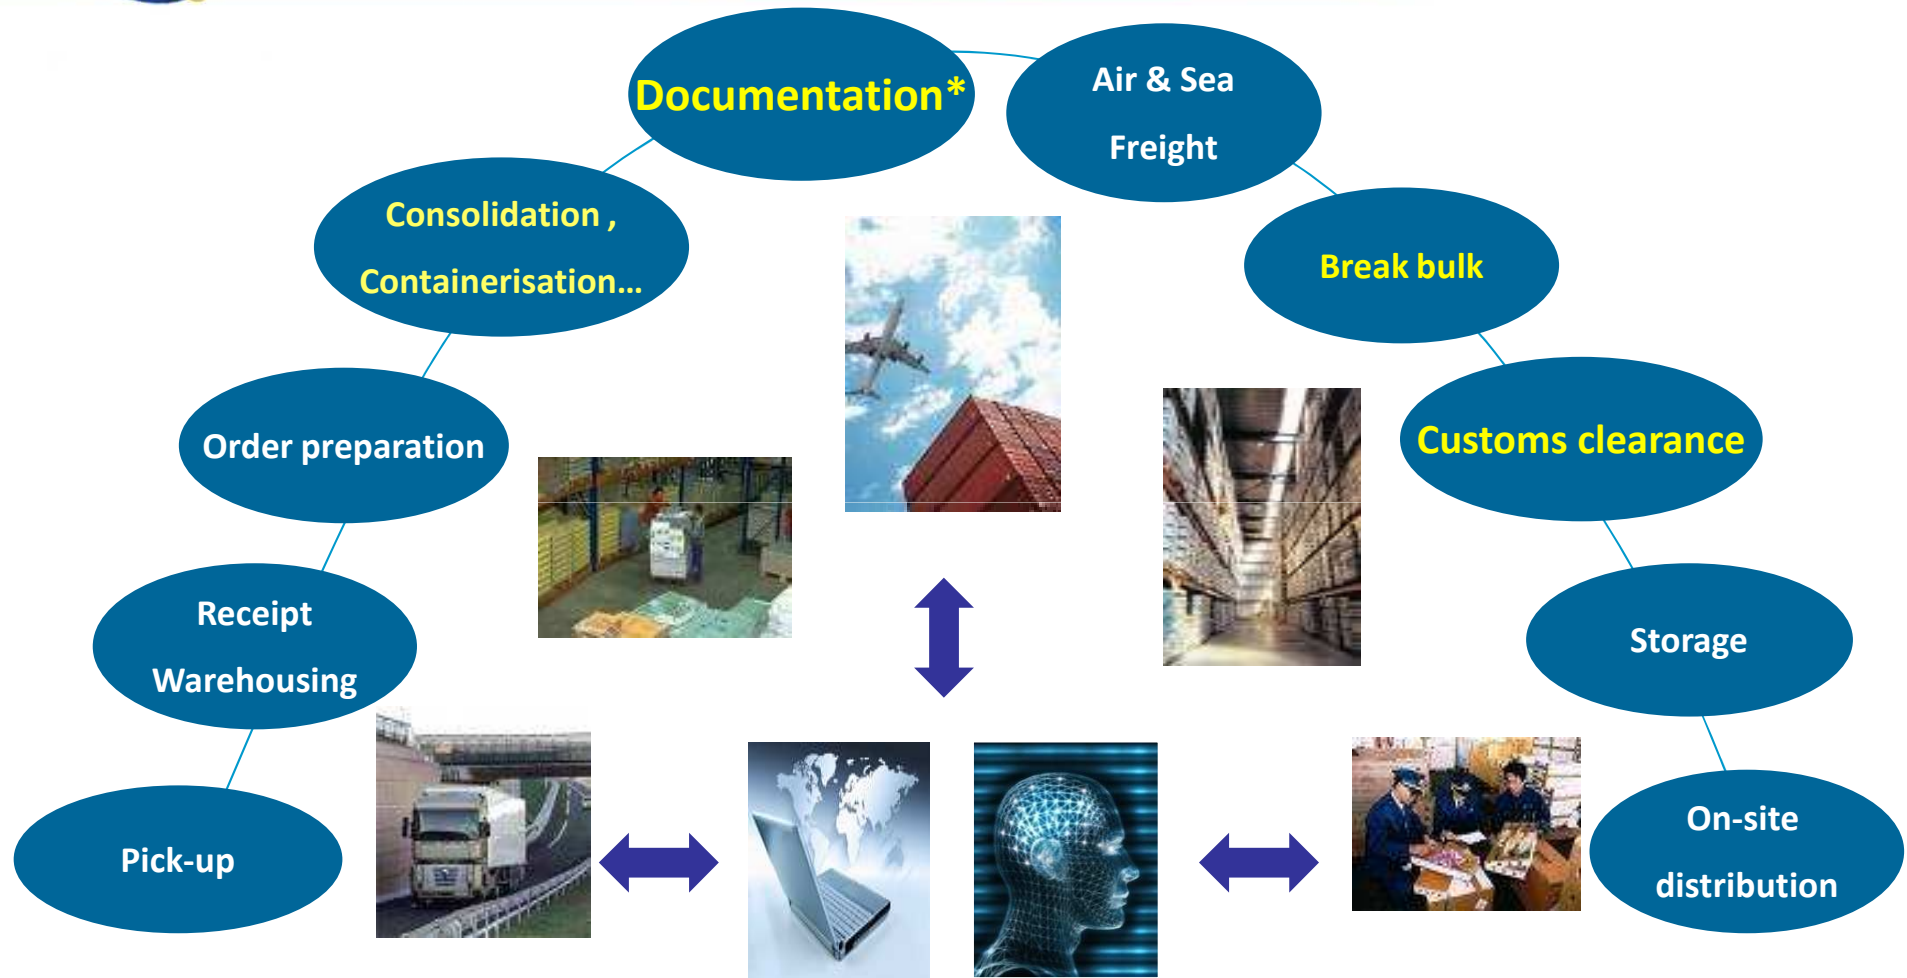 Documentation*
Air & Sea
Freight
Consolidation ,
Containerisation...
Break bulk
Order preparation
Customs clearance
Receipt
Warehousing
Storage
Pick-up
On-site
distribution